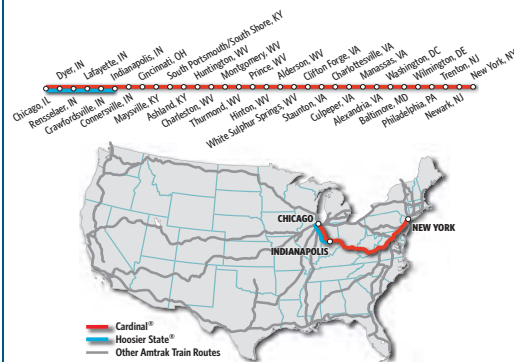 Dyer, IN
Lafayette, IN
Indianapolis, IN
Cincinnati, OH
South Portsmouth/South Shore, KY
Huntington, WV
Montgomery, WV
Prince, WV
Alderson, WV
Clifton Forge, VA
Charlottesville, VA
Manassas, VA
Washington, DC
Wilmington, DE
Trenton, NJ
New York, NY
Chicago, IL
Rensselaer, IN
Crawfordsville, IN
Connersville, IN
Maysville, KY
Ashland, KY
Charleston, WV
Thurmond, WV
Hinton, WV
White Sulphur Springs, WV
Staunton, VA
Culpeper, VA
Alexandria, VA
Baltimore, MD
Philadelphia, PA
Newark, NJ
CHICAGO
NEW YORK
INDIANAPOLIS
Cardinal®
Hoosier State®
Other Amtrak Train Routes